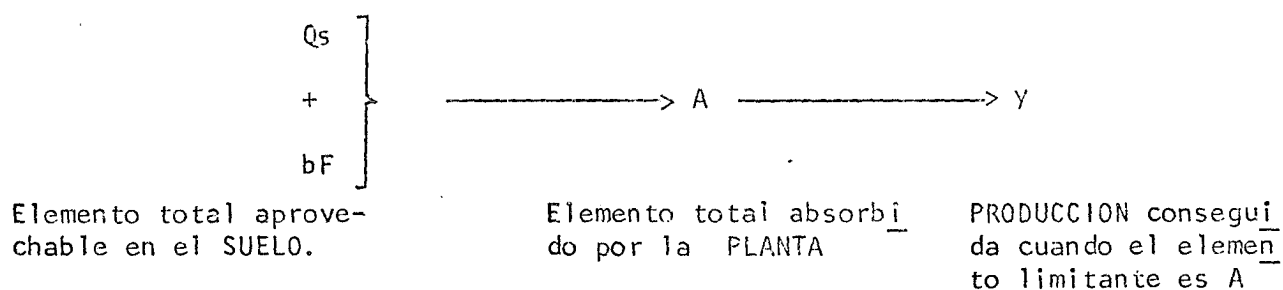 Qs
+ ———> A ———> y
bF
Elemento total aprove-
chable en el SUELO.
Elemento total absorbi
do por la PLANTA
PRODUCCION consegui
da cuando el elemen
to limitante es A